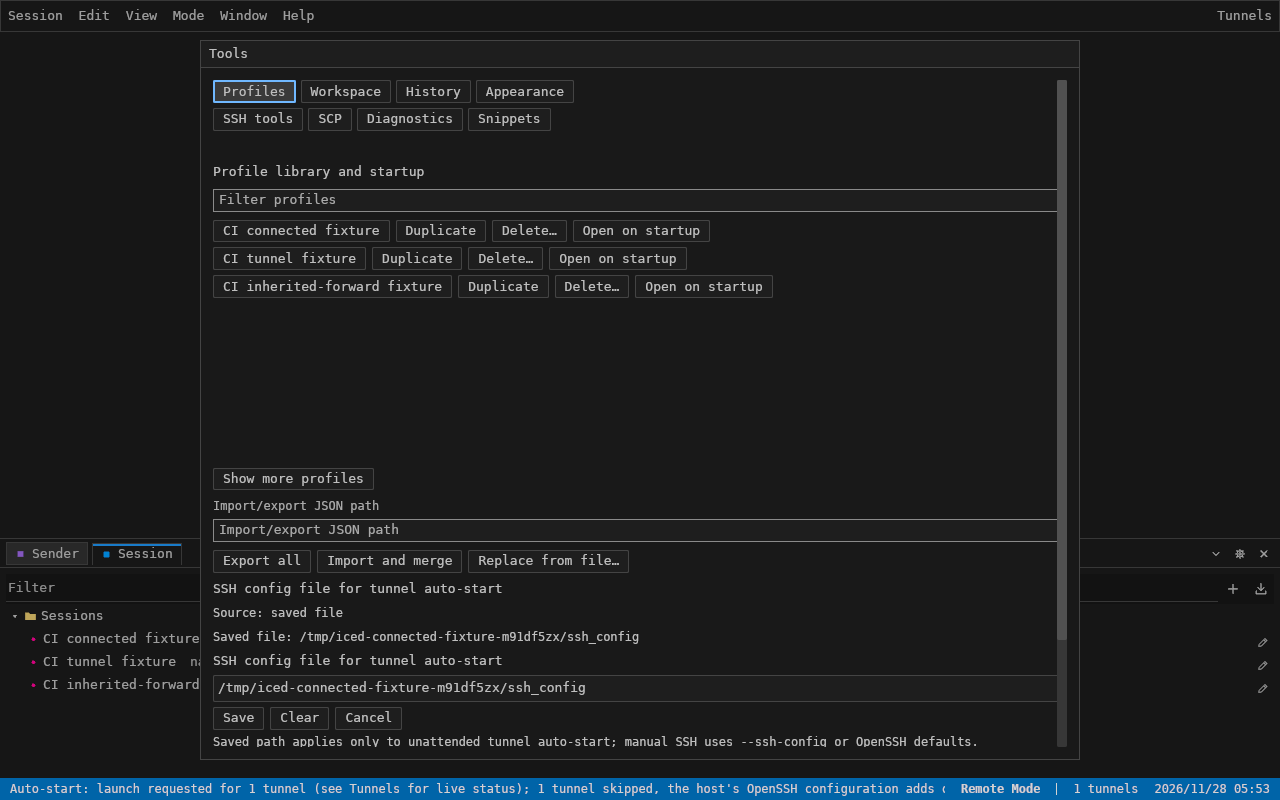 Session Edit View Mode Window Help Tunnels
Tools
Profiles Workspace History Appearance
SSH tools SCP Diagnostics Snippets
Profile library and startup
Filter profiles
CI connected fixture Duplicate Delete… Open on startup
CI tunnel fixture Duplicate Delete… Open on startup
CI inherited-forward fixture Duplicate Delete… Open on startup
Show more profiles
Import/export JSON path
Import/export JSON path
Export all Import and merge Replace from file…
SSH config file for tunnel auto-start
Source: saved file
Saved file: /tmp/iced-connected-fixture-m91df5zx/ssh_config
SSH config file for tunnel auto-start
/tmp/iced-connected-fixture-m91df5zx/ssh_config
Save Clear Cancel
Saved path applies only to unattended tunnel auto-start; manual SSH uses --ssh-config or OpenSSH defaults.
Sender Session
Filter
Sessions
CI connected fixture
CI tunnel fixture
CI inherited-forward
Auto-start: launch requested for 1 tunnel (see Tunnels for live status); 1 tunnel skipped, the host's OpenSSH configuration adds Remote Mode | 1 tunnels 2026/11/28 05:53